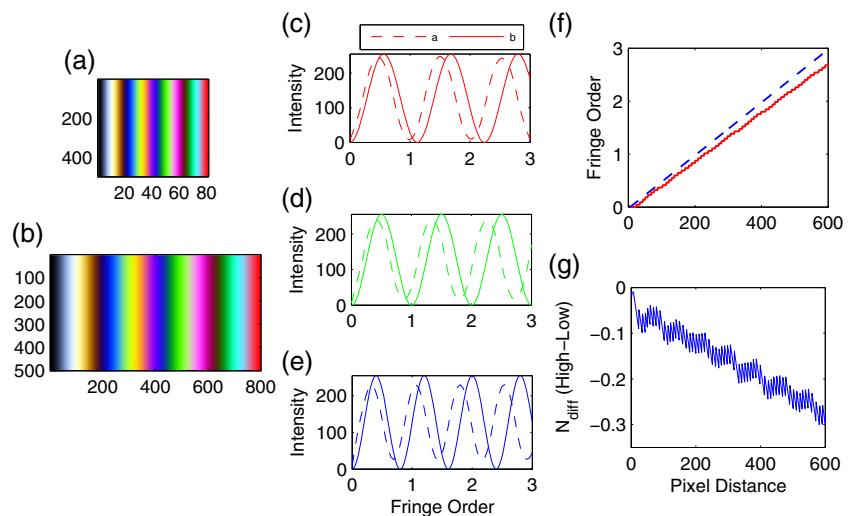 (a)
200
400
20 40 60 80
(b)
100
200
300
400
500
200 400 600 800
(c)
a b
Intensity
200
100
0
0 1 2 3
(d)
200
100
0
0 1 2 3
(e)
Intensity
200
100
0
0 1 2 3
Fringe Order
(f)
Fringe Order
3
2
1
0
0 200 400 600
(g)
N_diff (High−Low)
0
−0.1
−0.2
−0.3
0 200 400 600
Pixel Distance